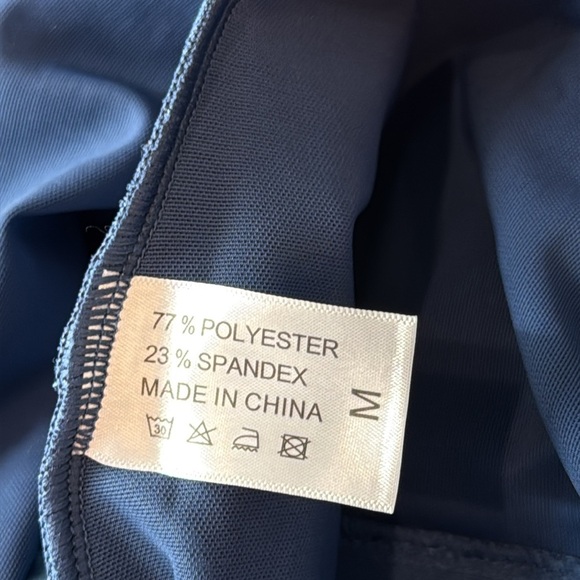 77 % POLYESTER
23 % SPANDEX
MADE IN CHINA
M
30